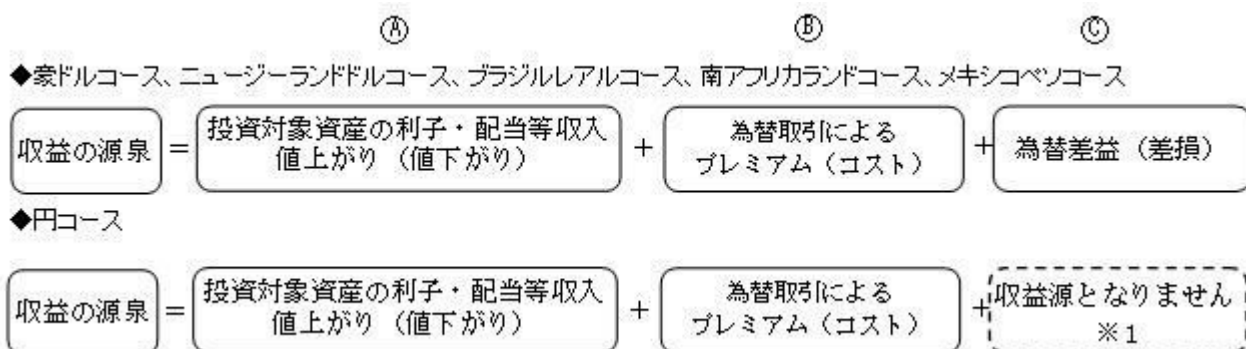 Ⓐ Ⓑ Ⓒ
◆豪ドルコース、ニュージーランドドルコース、ブラジルレアルコース、南アフリカランドコース、メキシコペソコース
収益の源泉 = 投資対象資産の利子・配当等収入 + 為替取引による + 為替差益（差損）
値上がり（値下がり） プレミアム（コスト）
◆円コース
収益の源泉 = 投資対象資産の利子・配当等収入 + 為替取引による + 収益源となりません
値上がり（値下がり） プレミアム（コスト） ※1